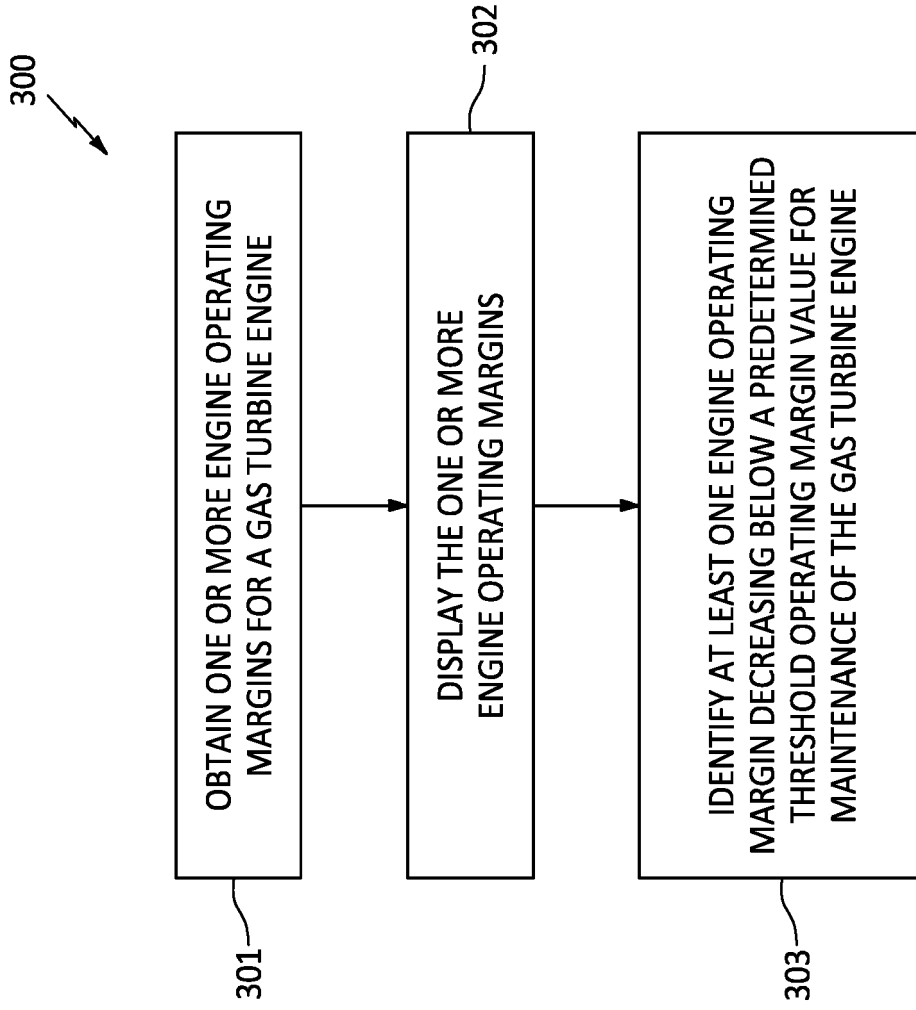 300
301
OBTAIN ONE OR MORE ENGINE OPERATING
MARGINS FOR A GAS TURBINE ENGINE
302
DISPLAY THE ONE OR MORE
ENGINE OPERATING MARGINS
303
IDENTIFY AT LEAST ONE ENGINE OPERATING
MARGIN DECREASING BELOW A PREDETERMINED
THRESHOLD OPERATING MARGIN VALUE FOR
MAINTENANCE OF THE GAS TURBINE ENGINE